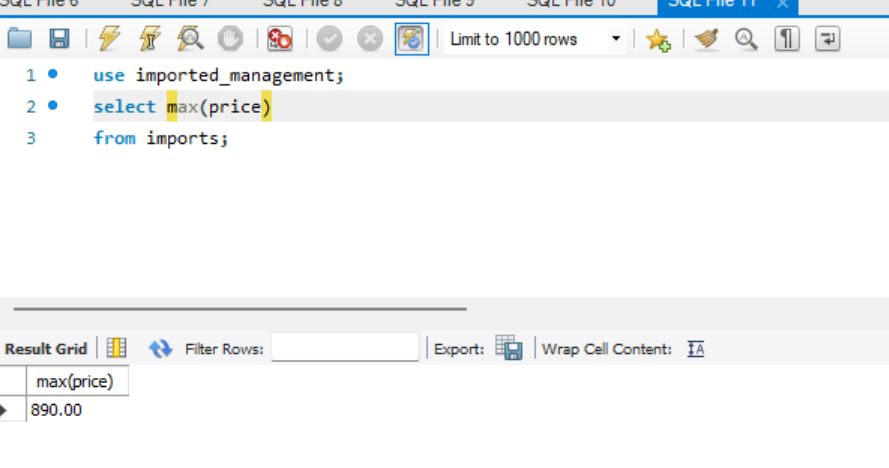 SQL File 6 SQL File 7 SQL File 8 SQL File 9 SQL File 10 SQL File 11 ×
Limit to 1000 rows
1 use imported_management;
2 select max(price)
3 from imports;
Result Grid Filter Rows: Export: Wrap Cell Content: IA
max(price)
890.00